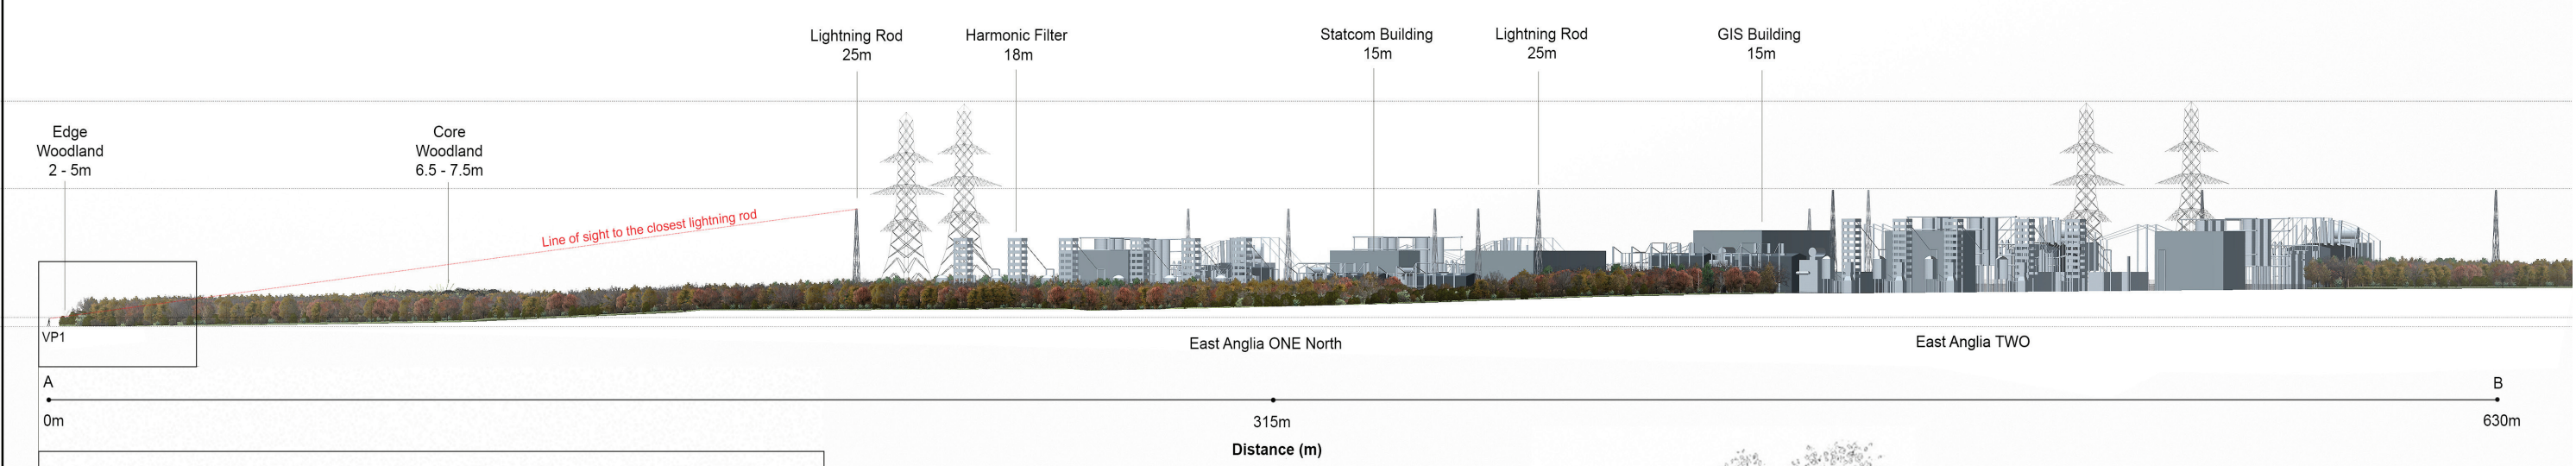 Lightning Rod
25m
Harmonic Filter
18m
Statcom Building
15m
Lightning Rod
25m
GIS Building
15m
Edge
Woodland
2 - 5m
Core
Woodland
6.5 - 7.5m
Line of sight to the closest lightning rod
VP1
East Anglia ONE North
East Anglia TWO
A
B
0m
315m
630m
Distance (m)